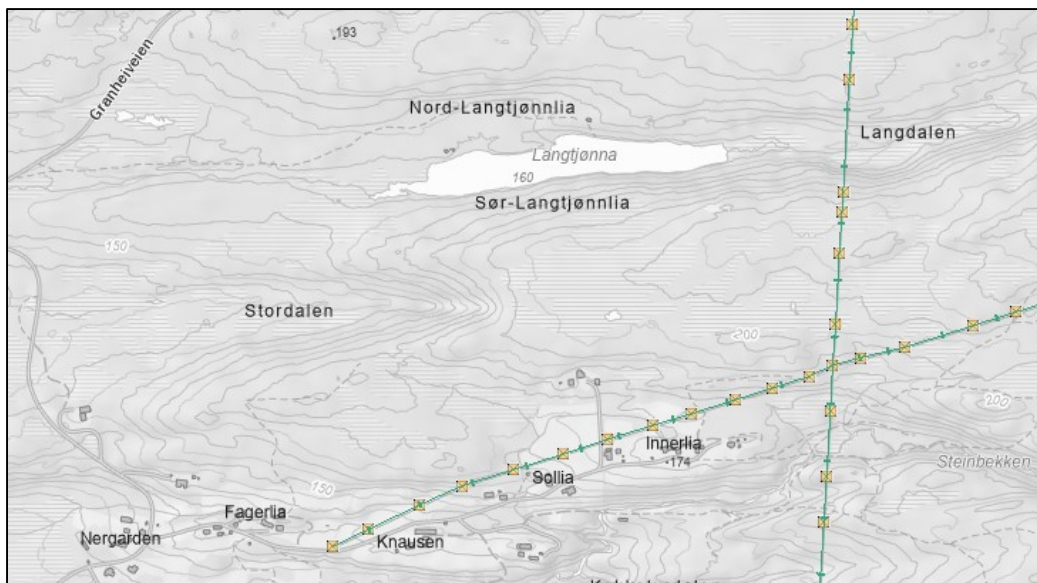 193
Granheiveien
Nord-Langtjønnlia
Langdalen
Langtjønna
160
Sør-Langtjønnlia
150
Stordalen
200
200
Innerlia
174
Steinbekken
Sollia
150
Fagerlia
Nergarden
Knausen